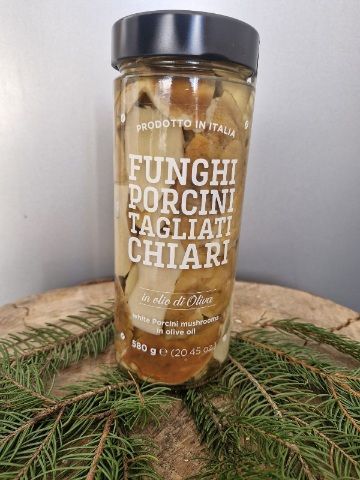 PRODOTTO IN ITALIA
FUNGHI
PORCINI
TAGLIATI
CHIARI
in olio di Oliva
white Porcini mushrooms
in olive oil
580 g ℮ (20.45 oz.)